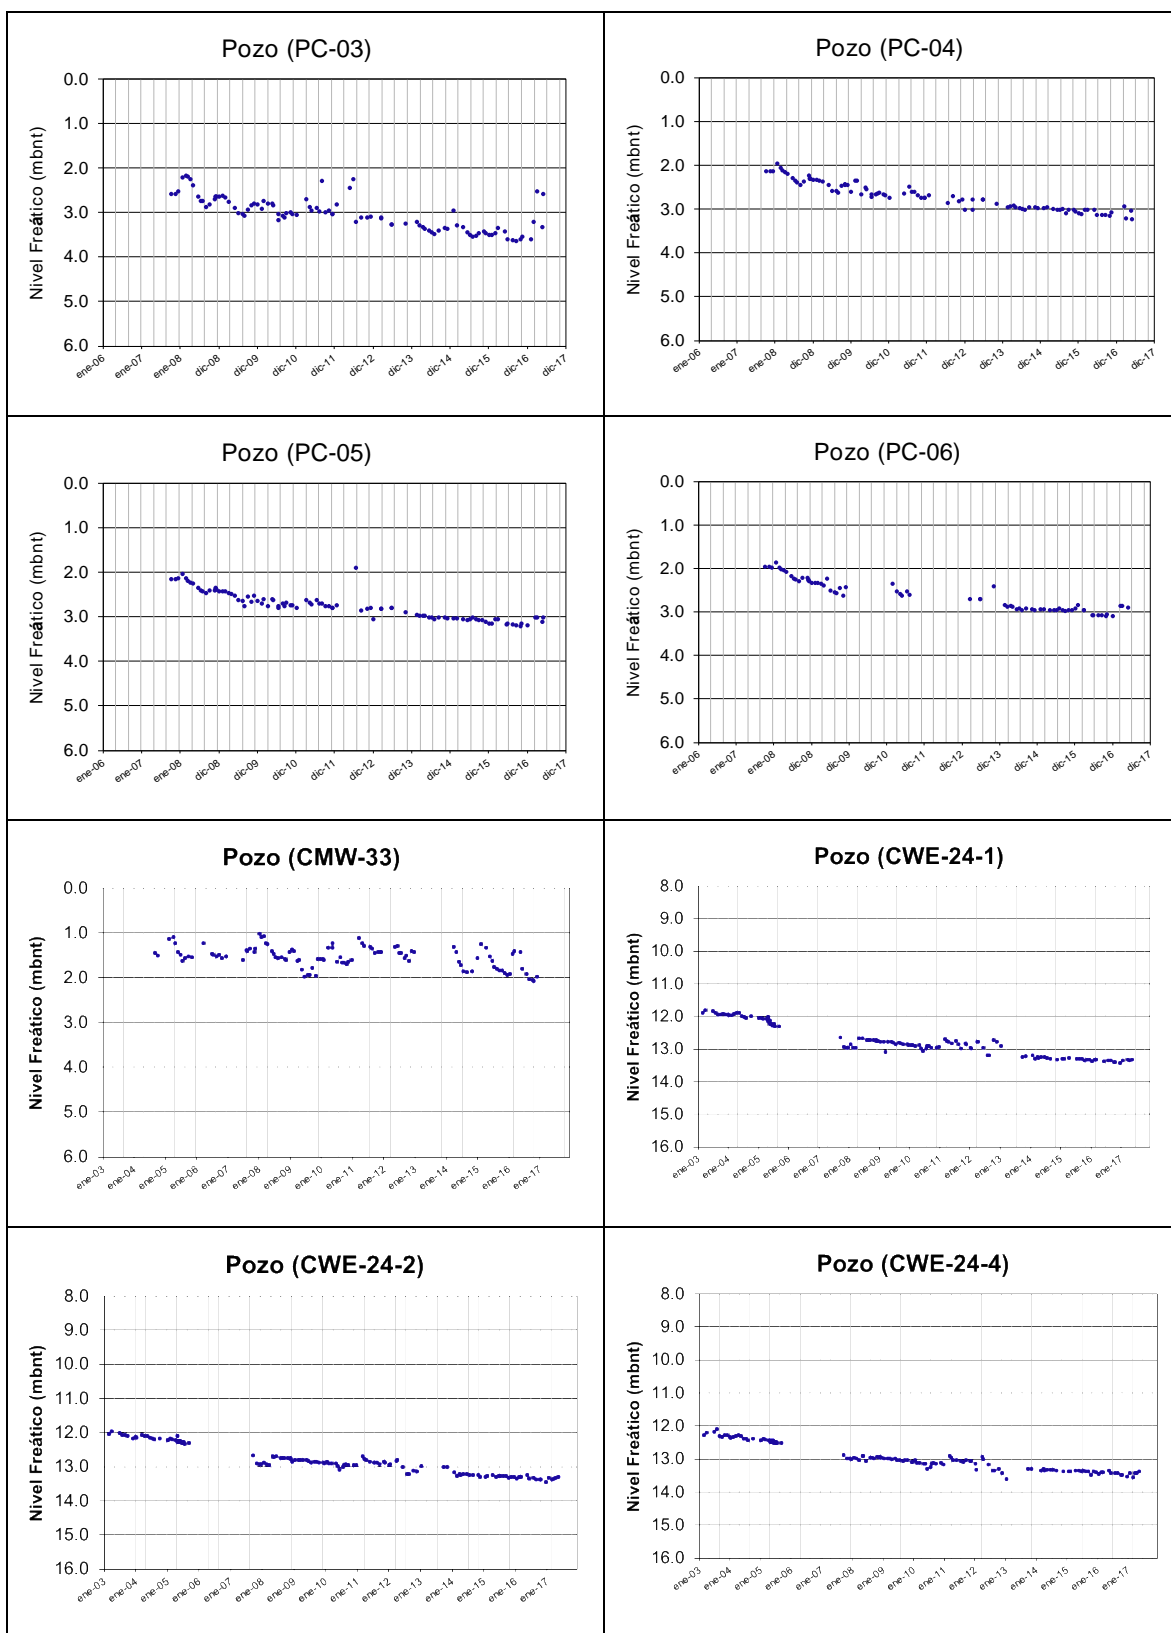 Pozo (PC-03)
Nivel Freático (mbnt)
0.0
1.0
2.0
3.0
4.0
5.0
6.0
ene-06 ene-07 ene-08 dic-08 dic-09 dic-10 dic-11 dic-12 dic-13 dic-14 dic-15 dic-16 dic-17
Pozo (PC-04)
Nivel Freático (mbnt)
0.0
1.0
2.0
3.0
4.0
5.0
6.0
ene-06 ene-07 ene-08 dic-08 dic-09 dic-10 dic-11 dic-12 dic-13 dic-14 dic-15 dic-16 dic-17
Pozo (PC-05)
Nivel Freático (mbnt)
0.0
1.0
2.0
3.0
4.0
5.0
6.0
ene-06 ene-07 ene-08 dic-08 dic-09 dic-10 dic-11 dic-12 dic-13 dic-14 dic-15 dic-16 dic-17
Pozo (PC-06)
Nivel Freático (mbnt)
0.0
1.0
2.0
3.0
4.0
5.0
6.0
ene-06 ene-07 ene-08 dic-08 dic-09 dic-10 dic-11 dic-12 dic-13 dic-14 dic-15 dic-16 dic-17
Pozo (CMW-33)
Nivel Freático (mbnt)
0.0
1.0
2.0
3.0
4.0
5.0
6.0
ene-03 ene-04 ene-05 ene-06 ene-07 ene-08 ene-09 ene-10 ene-11 ene-12 ene-13 ene-14 ene-15 ene-16 ene-17
Pozo (CWE-24-1)
Nivel Freático (mbnt)
8.0
9.0
10.0
11.0
12.0
13.0
14.0
15.0
16.0
ene-03 ene-04 ene-05 ene-06 ene-07 ene-08 ene-09 ene-10 ene-11 ene-12 ene-13 ene-14 ene-15 ene-16 ene-17
Pozo (CWE-24-2)
Nivel Freático (mbnt)
8.0
9.0
10.0
11.0
12.0
13.0
14.0
15.0
16.0
ene-03 ene-04 ene-05 ene-06 ene-07 ene-08 ene-09 ene-10 ene-11 ene-12 ene-13 ene-14 ene-15 ene-16 ene-17
Pozo (CWE-24-4)
Nivel Freático (mbnt)
8.0
9.0
10.0
11.0
12.0
13.0
14.0
15.0
16.0
ene-03 ene-04 ene-05 ene-06 ene-07 ene-08 ene-09 ene-10 ene-11 ene-12 ene-13 ene-14 ene-15 ene-16 ene-17